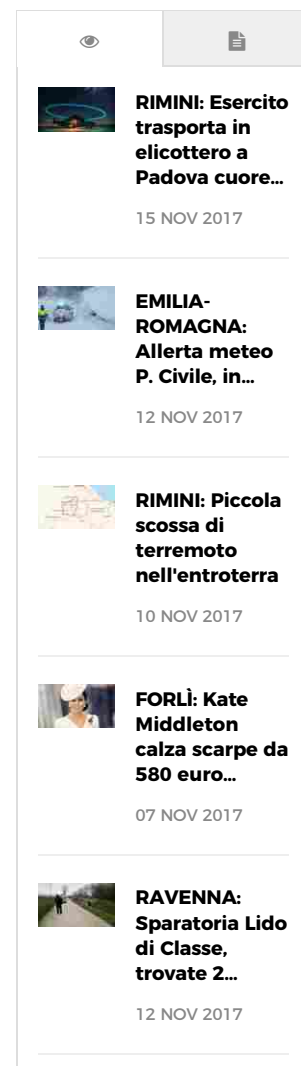 RIMINI: Esercito
trasporta in
elicottero a
Padova cuore...
15 NOV 2017
EMILIA-
ROMAGNA:
Allerta meteo
P. Civile, in...
12 NOV 2017
RIMINI: Piccola
scossa di
terremoto
nell'entroterra
10 NOV 2017
FORLÌ: Kate
Middleton
calza scarpe da
580 euro...
07 NOV 2017
RAVENNA:
Sparatoria Lido
di Classe,
trovate 2...
12 NOV 2017